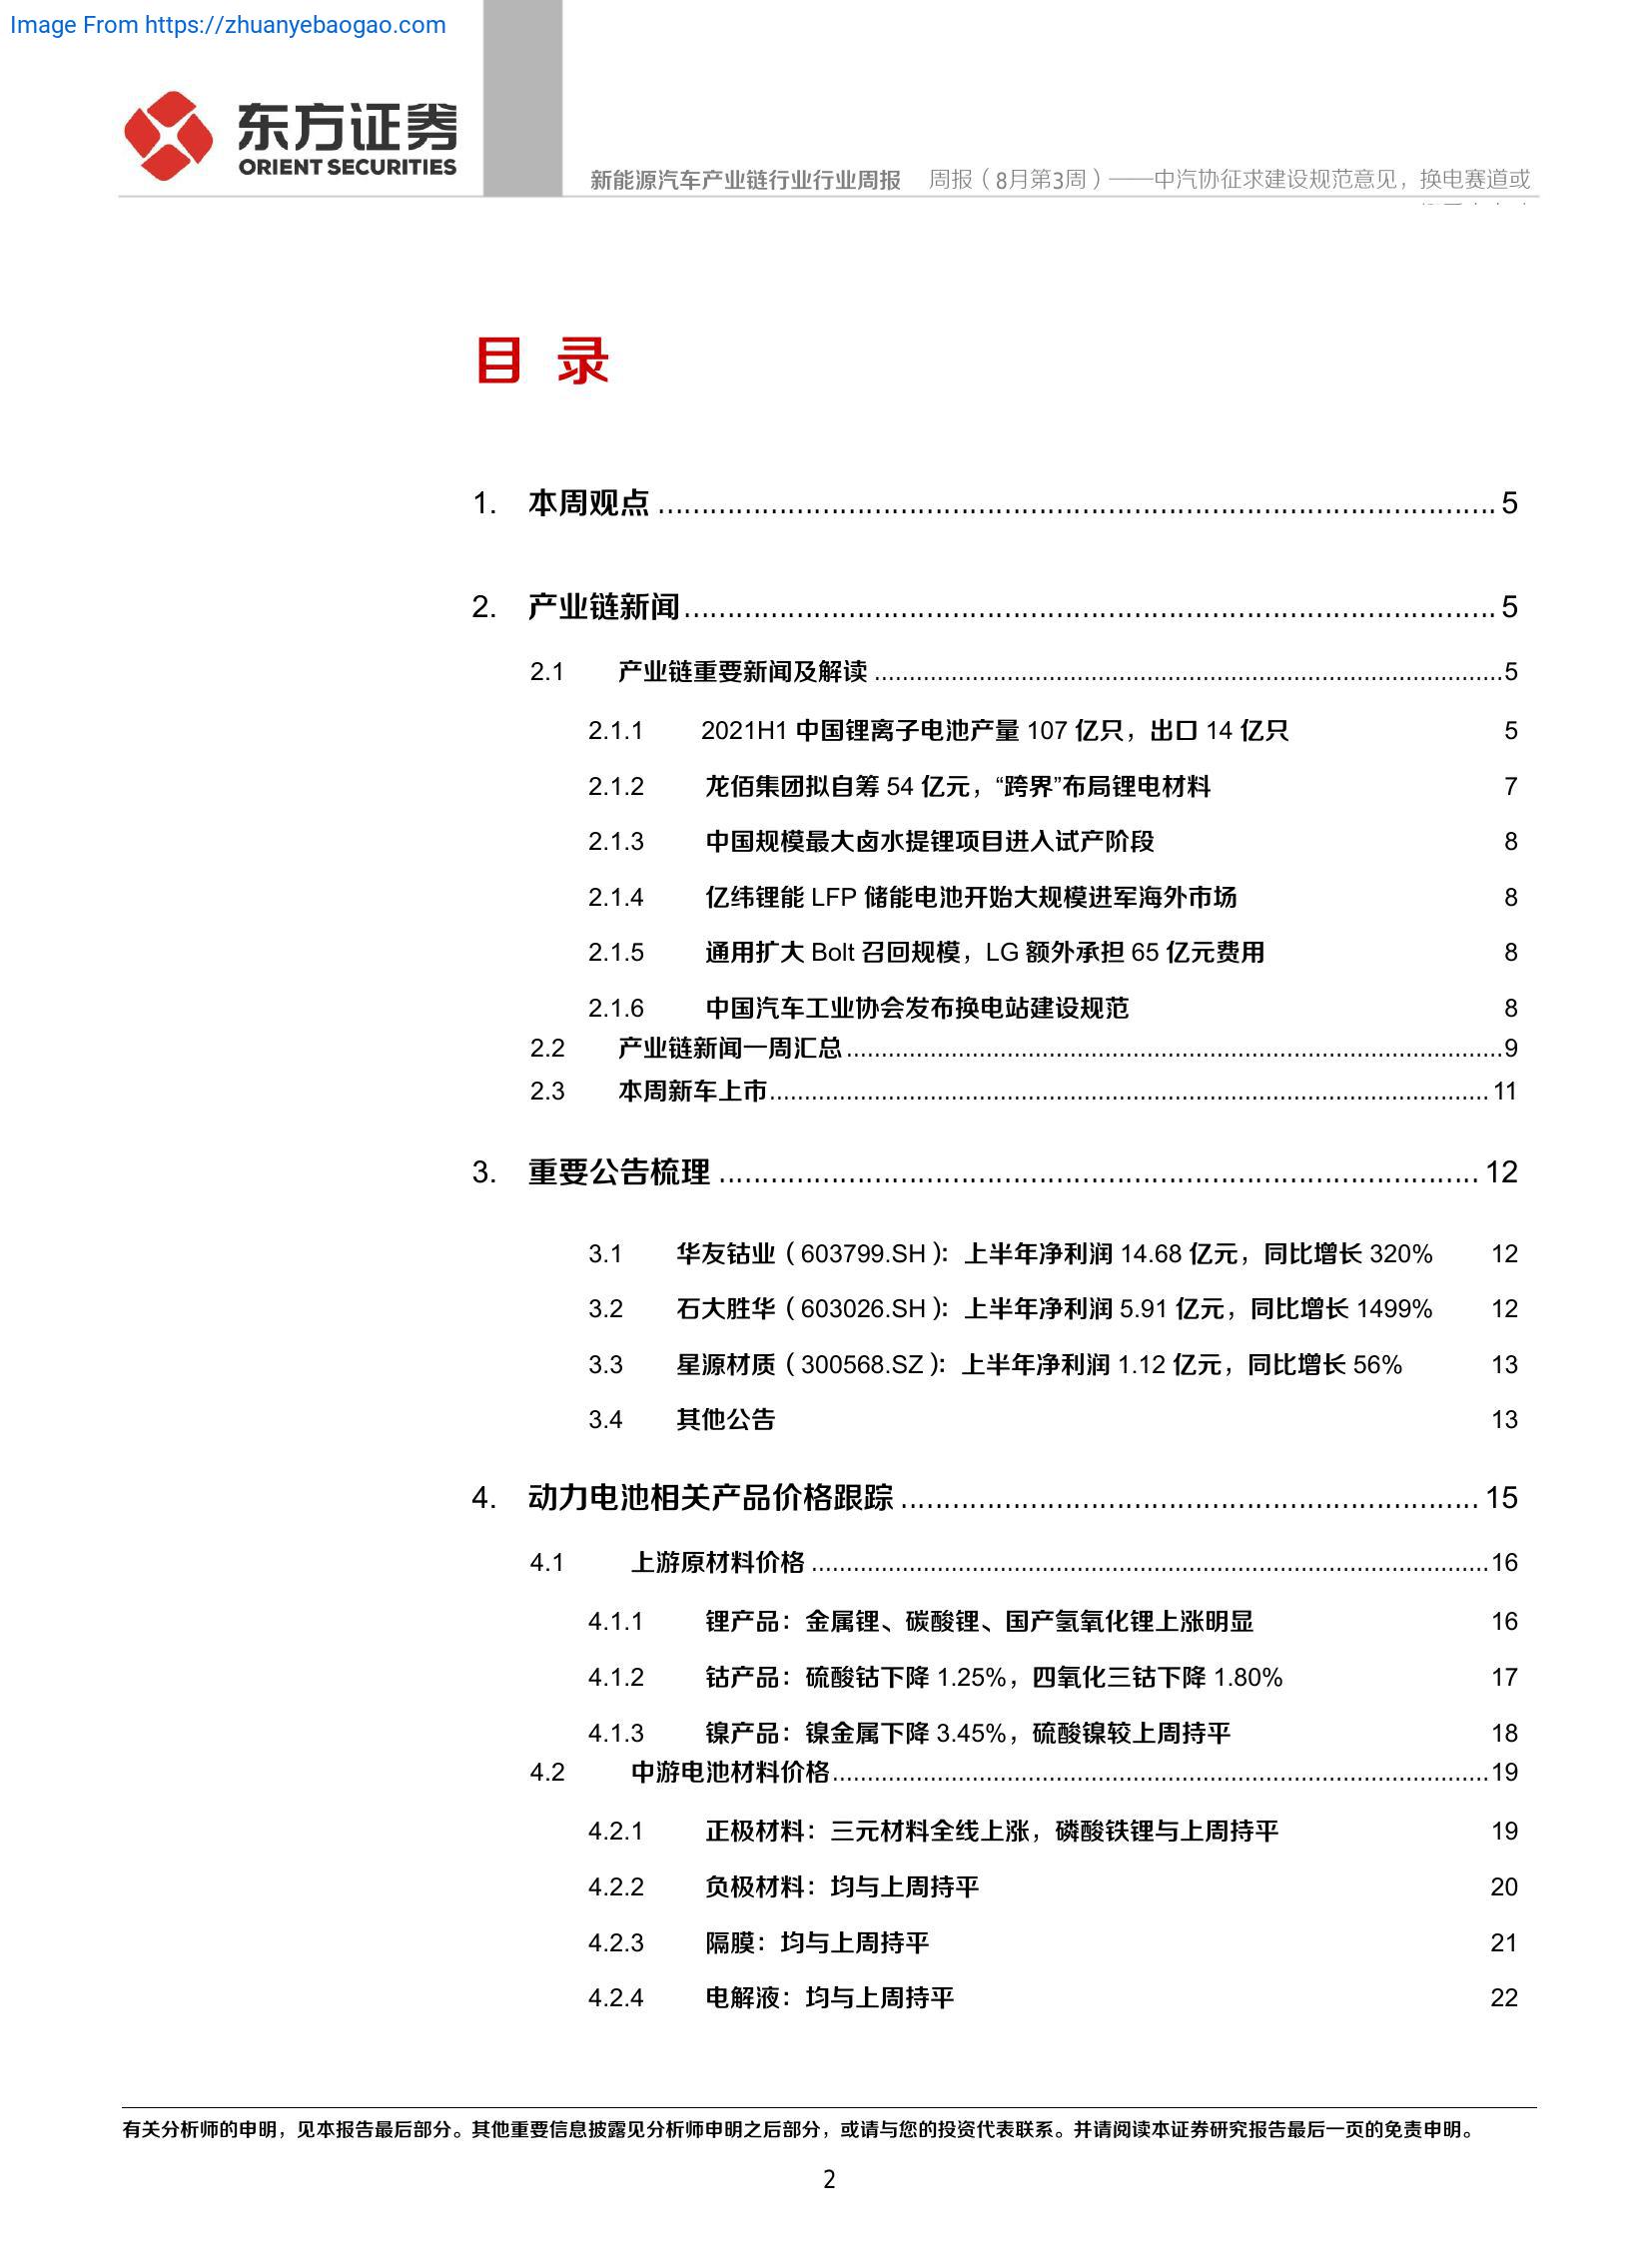 Image From https://zhuanyebaogao.com
东方证券
ORIENT SECURITIES
新能源汽车产业链行业行业周报 周报（8月第3周）——中汽协征求建设规范意见，换电赛道或
目 录
1. 本周观点 5
2. 产业链新闻 5
2.1 产业链重要新闻及解读 5
2.1.1 2021H1 中国锂离子电池产量 107 亿只，出口 14 亿只 5
2.1.2 龙佰集团拟自筹 54 亿元，“跨界”布局锂电材料 7
2.1.3 中国规模最大卤水提锂项目进入试产阶段 8
2.1.4 亿纬锂能 LFP 储能电池开始大规模进军海外市场 8
2.1.5 通用扩大 Bolt 召回规模，LG 额外承担 65 亿元费用 8
2.1.6 中国汽车工业协会发布换电站建设规范 8
2.2 产业链新闻一周汇总 9
2.3 本周新车上市 11
3. 重要公告梳理 12
3.1 华友钴业（603799.SH）：上半年净利润 14.68 亿元，同比增长 320% 12
3.2 石大胜华（603026.SH）：上半年净利润 5.91 亿元，同比增长 1499% 12
3.3 星源材质（300568.SZ）：上半年净利润 1.12 亿元，同比增长 56% 13
3.4 其他公告 13
4. 动力电池相关产品价格跟踪 15
4.1 上游原材料价格 16
4.1.1 锂产品：金属锂、碳酸锂、国产氢氧化锂上涨明显 16
4.1.2 钴产品：硫酸钴下降 1.25%，四氧化三钴下降 1.80% 17
4.1.3 镍产品：镍金属下降 3.45%，硫酸镍较上周持平 18
4.2 中游电池材料价格 19
4.2.1 正极材料：三元材料全线上涨，磷酸铁锂与上周持平 19
4.2.2 负极材料：均与上周持平 20
4.2.3 隔膜：均与上周持平 21
4.2.4 电解液：均与上周持平 22
有关分析师的申明，见本报告最后部分。其他重要信息披露见分析师申明之后部分，或请与您的投资代表联系。并请阅读本证券研究报告最后一页的免责申明。
2